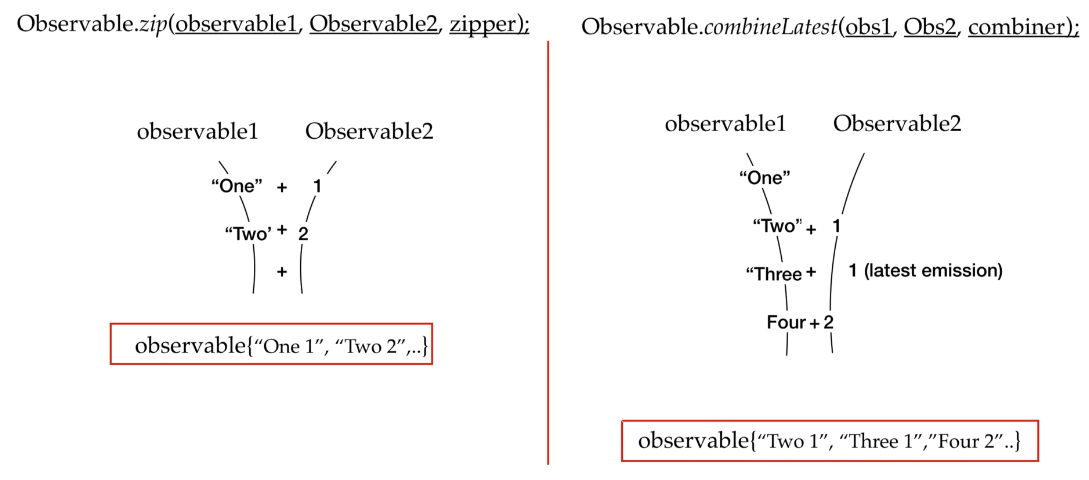 Observable.zip(observable1, Observable2, zipper);
observable1 Observable2
“One” + 1
“Two’ + 2
+
observable{“One 1”, “Two 2”,..}
Observable.combineLatest(obs1, Obs2, combiner);
observable1 Observable2
“One”
“Two” + 1
“Three + 1 (latest emission)
Four + 2
observable{“Two 1”, “Three 1”,”Four 2”..}